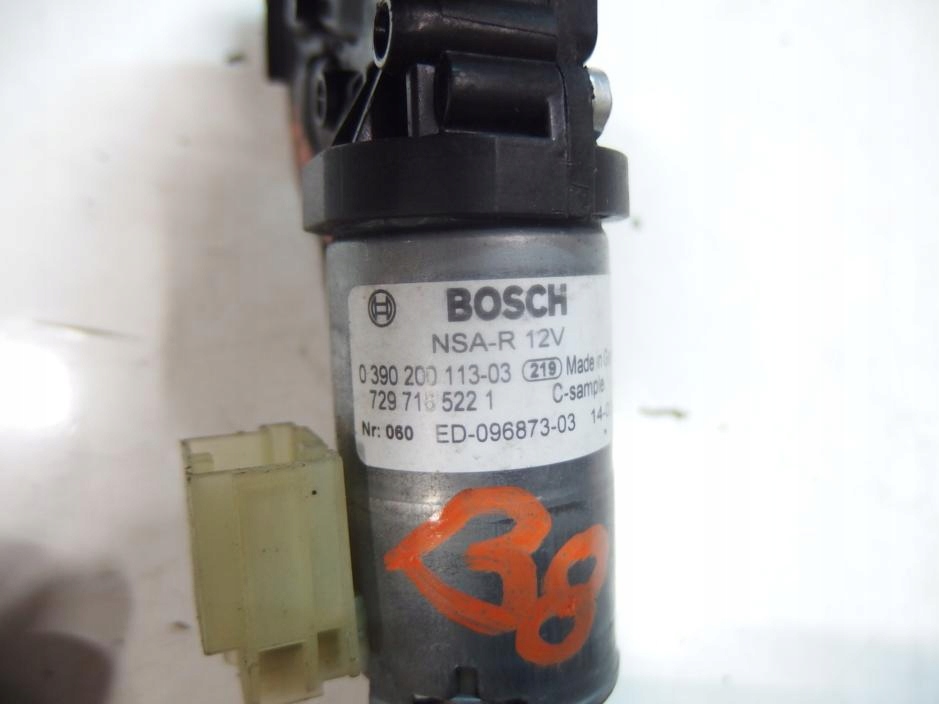 BOSCH
NSA-R 12V
0 390 200 113-03 219 Made in
729 718 522 1 C-sample
Nr: 060 ED-096873-03 14-